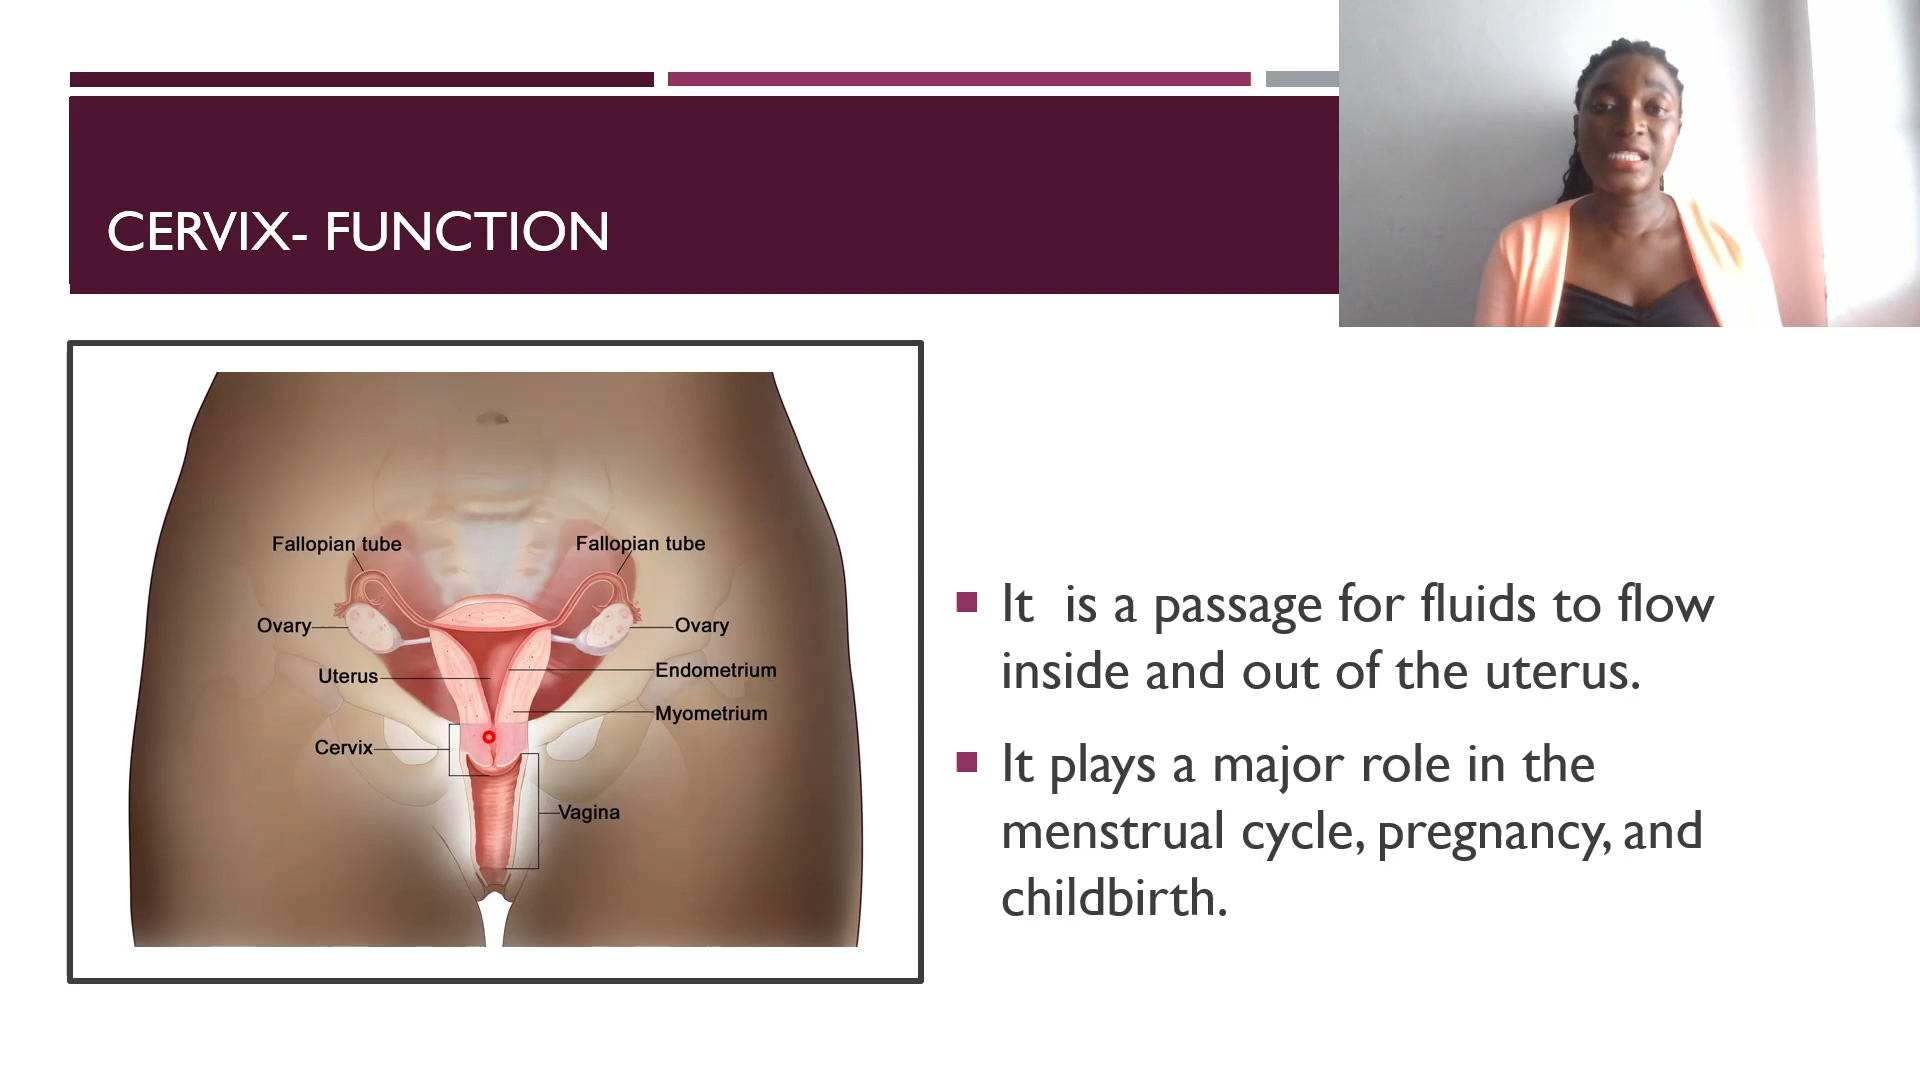 CERVIX- FUNCTION
Fallopian tube
Fallopian tube
Ovary
Ovary
Uterus
Endometrium
Myometrium
Cervix
Vagina
It is a passage for fluids to flow
inside and out of the uterus.
It plays a major role in the
menstrual cycle, pregnancy, and
childbirth.